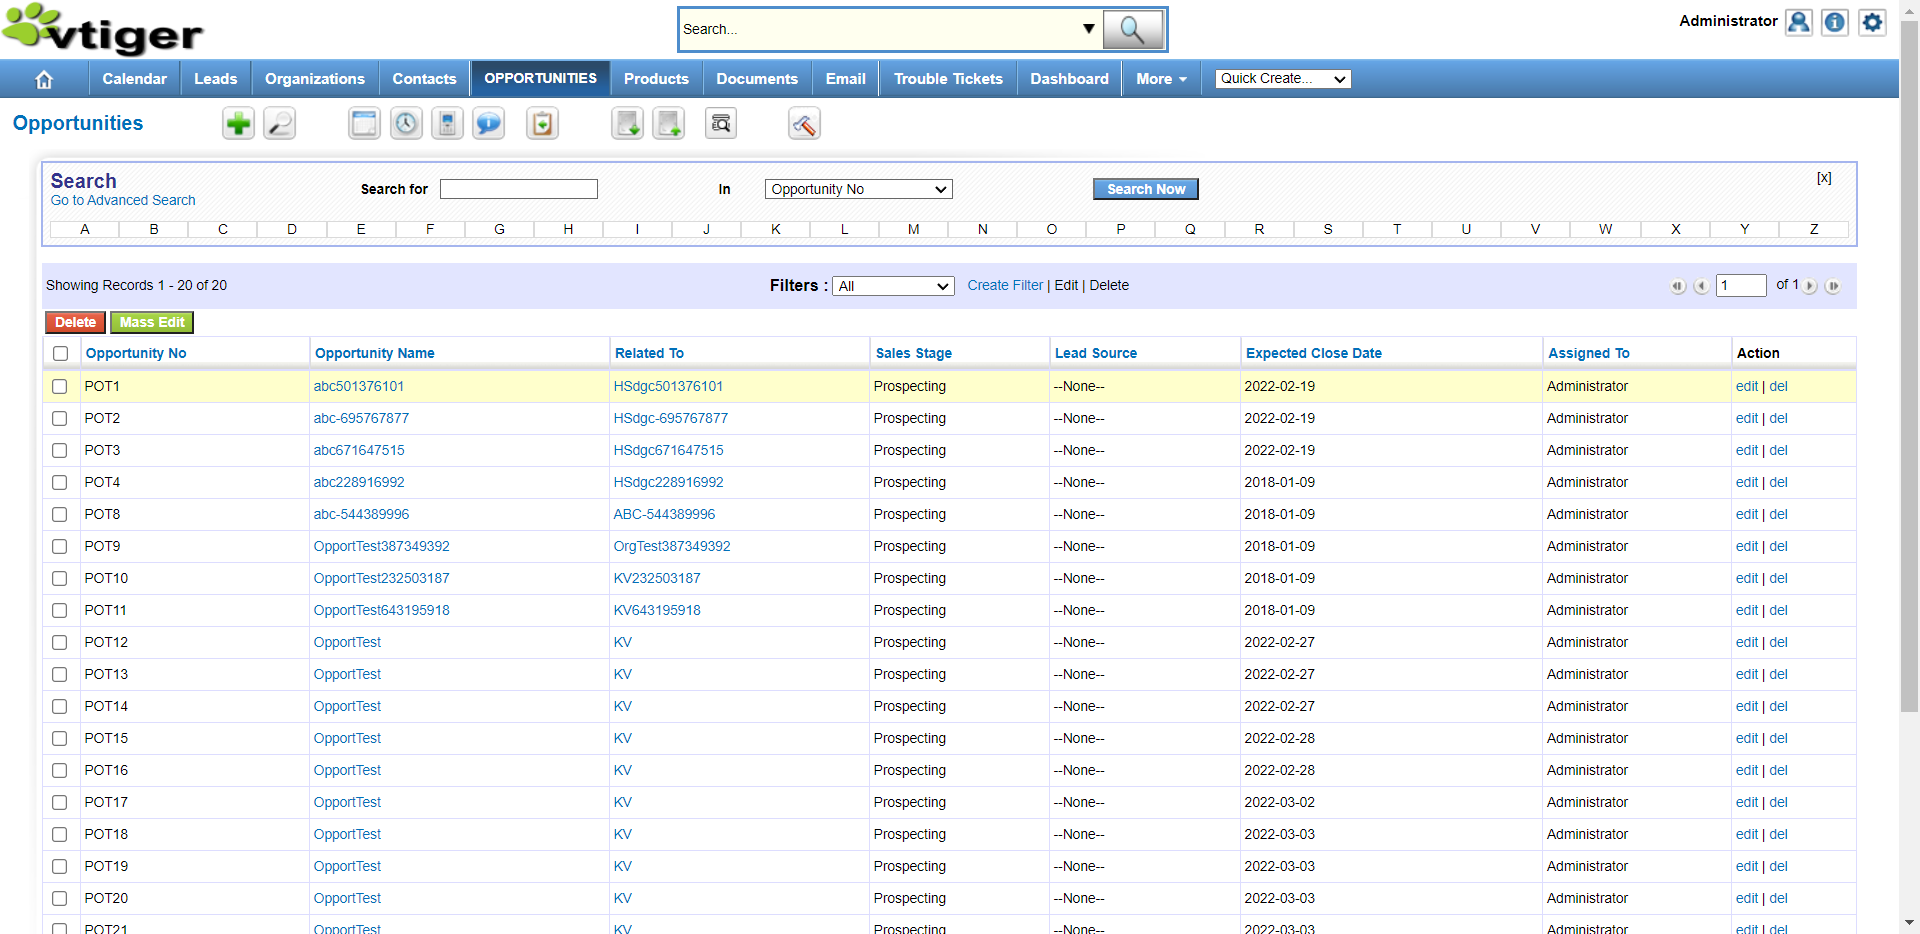 vtiger
Search...
Administrator
Calendar Leads Organizations Contacts OPPORTUNITIES Products Documents Email Trouble Tickets Dashboard More Quick Create...
Opportunities
Search
Go to Advanced Search
Search for In Opportunity No Search Now [x]
A B C D E F G H I J K L M N O P Q R S T U V W X Y Z
Showing Records 1 - 20 of 20 Filters : All Create Filter | Edit | Delete 1 of 1
Delete Mass Edit
Opportunity No Opportunity Name Related To Sales Stage Lead Source Expected Close Date Assigned To Action
POT1 abc501376101 HSdgc501376101 Prospecting --None-- 2022-02-19 Administrator edit | del
POT2 abc-695767877 HSdgc-695767877 Prospecting --None-- 2022-02-19 Administrator edit | del
POT3 abc671647515 HSdgc671647515 Prospecting --None-- 2022-02-19 Administrator edit | del
POT4 abc228916992 HSdgc228916992 Prospecting --None-- 2018-01-09 Administrator edit | del
POT8 abc-544389996 ABC-544389996 Prospecting --None-- 2018-01-09 Administrator edit | del
POT9 OpportTest387349392 OrgTest387349392 Prospecting --None-- 2018-01-09 Administrator edit | del
POT10 OpportTest232503187 KV232503187 Prospecting --None-- 2018-01-09 Administrator edit | del
POT11 OpportTest643195918 KV643195918 Prospecting --None-- 2018-01-09 Administrator edit | del
POT12 OpportTest KV Prospecting --None-- 2022-02-27 Administrator edit | del
POT13 OpportTest KV Prospecting --None-- 2022-02-27 Administrator edit | del
POT14 OpportTest KV Prospecting --None-- 2022-02-27 Administrator edit | del
POT15 OpportTest KV Prospecting --None-- 2022-02-28 Administrator edit | del
POT16 OpportTest KV Prospecting --None-- 2022-02-28 Administrator edit | del
POT17 OpportTest KV Prospecting --None-- 2022-03-02 Administrator edit | del
POT18 OpportTest KV Prospecting --None-- 2022-03-03 Administrator edit | del
POT19 OpportTest KV Prospecting --None-- 2022-03-03 Administrator edit | del
POT20 OpportTest KV Prospecting --None-- 2022-03-03 Administrator edit | del
POT21 OpportTest KV Prospecting --None-- 2022-03-03 Administrator edit | del